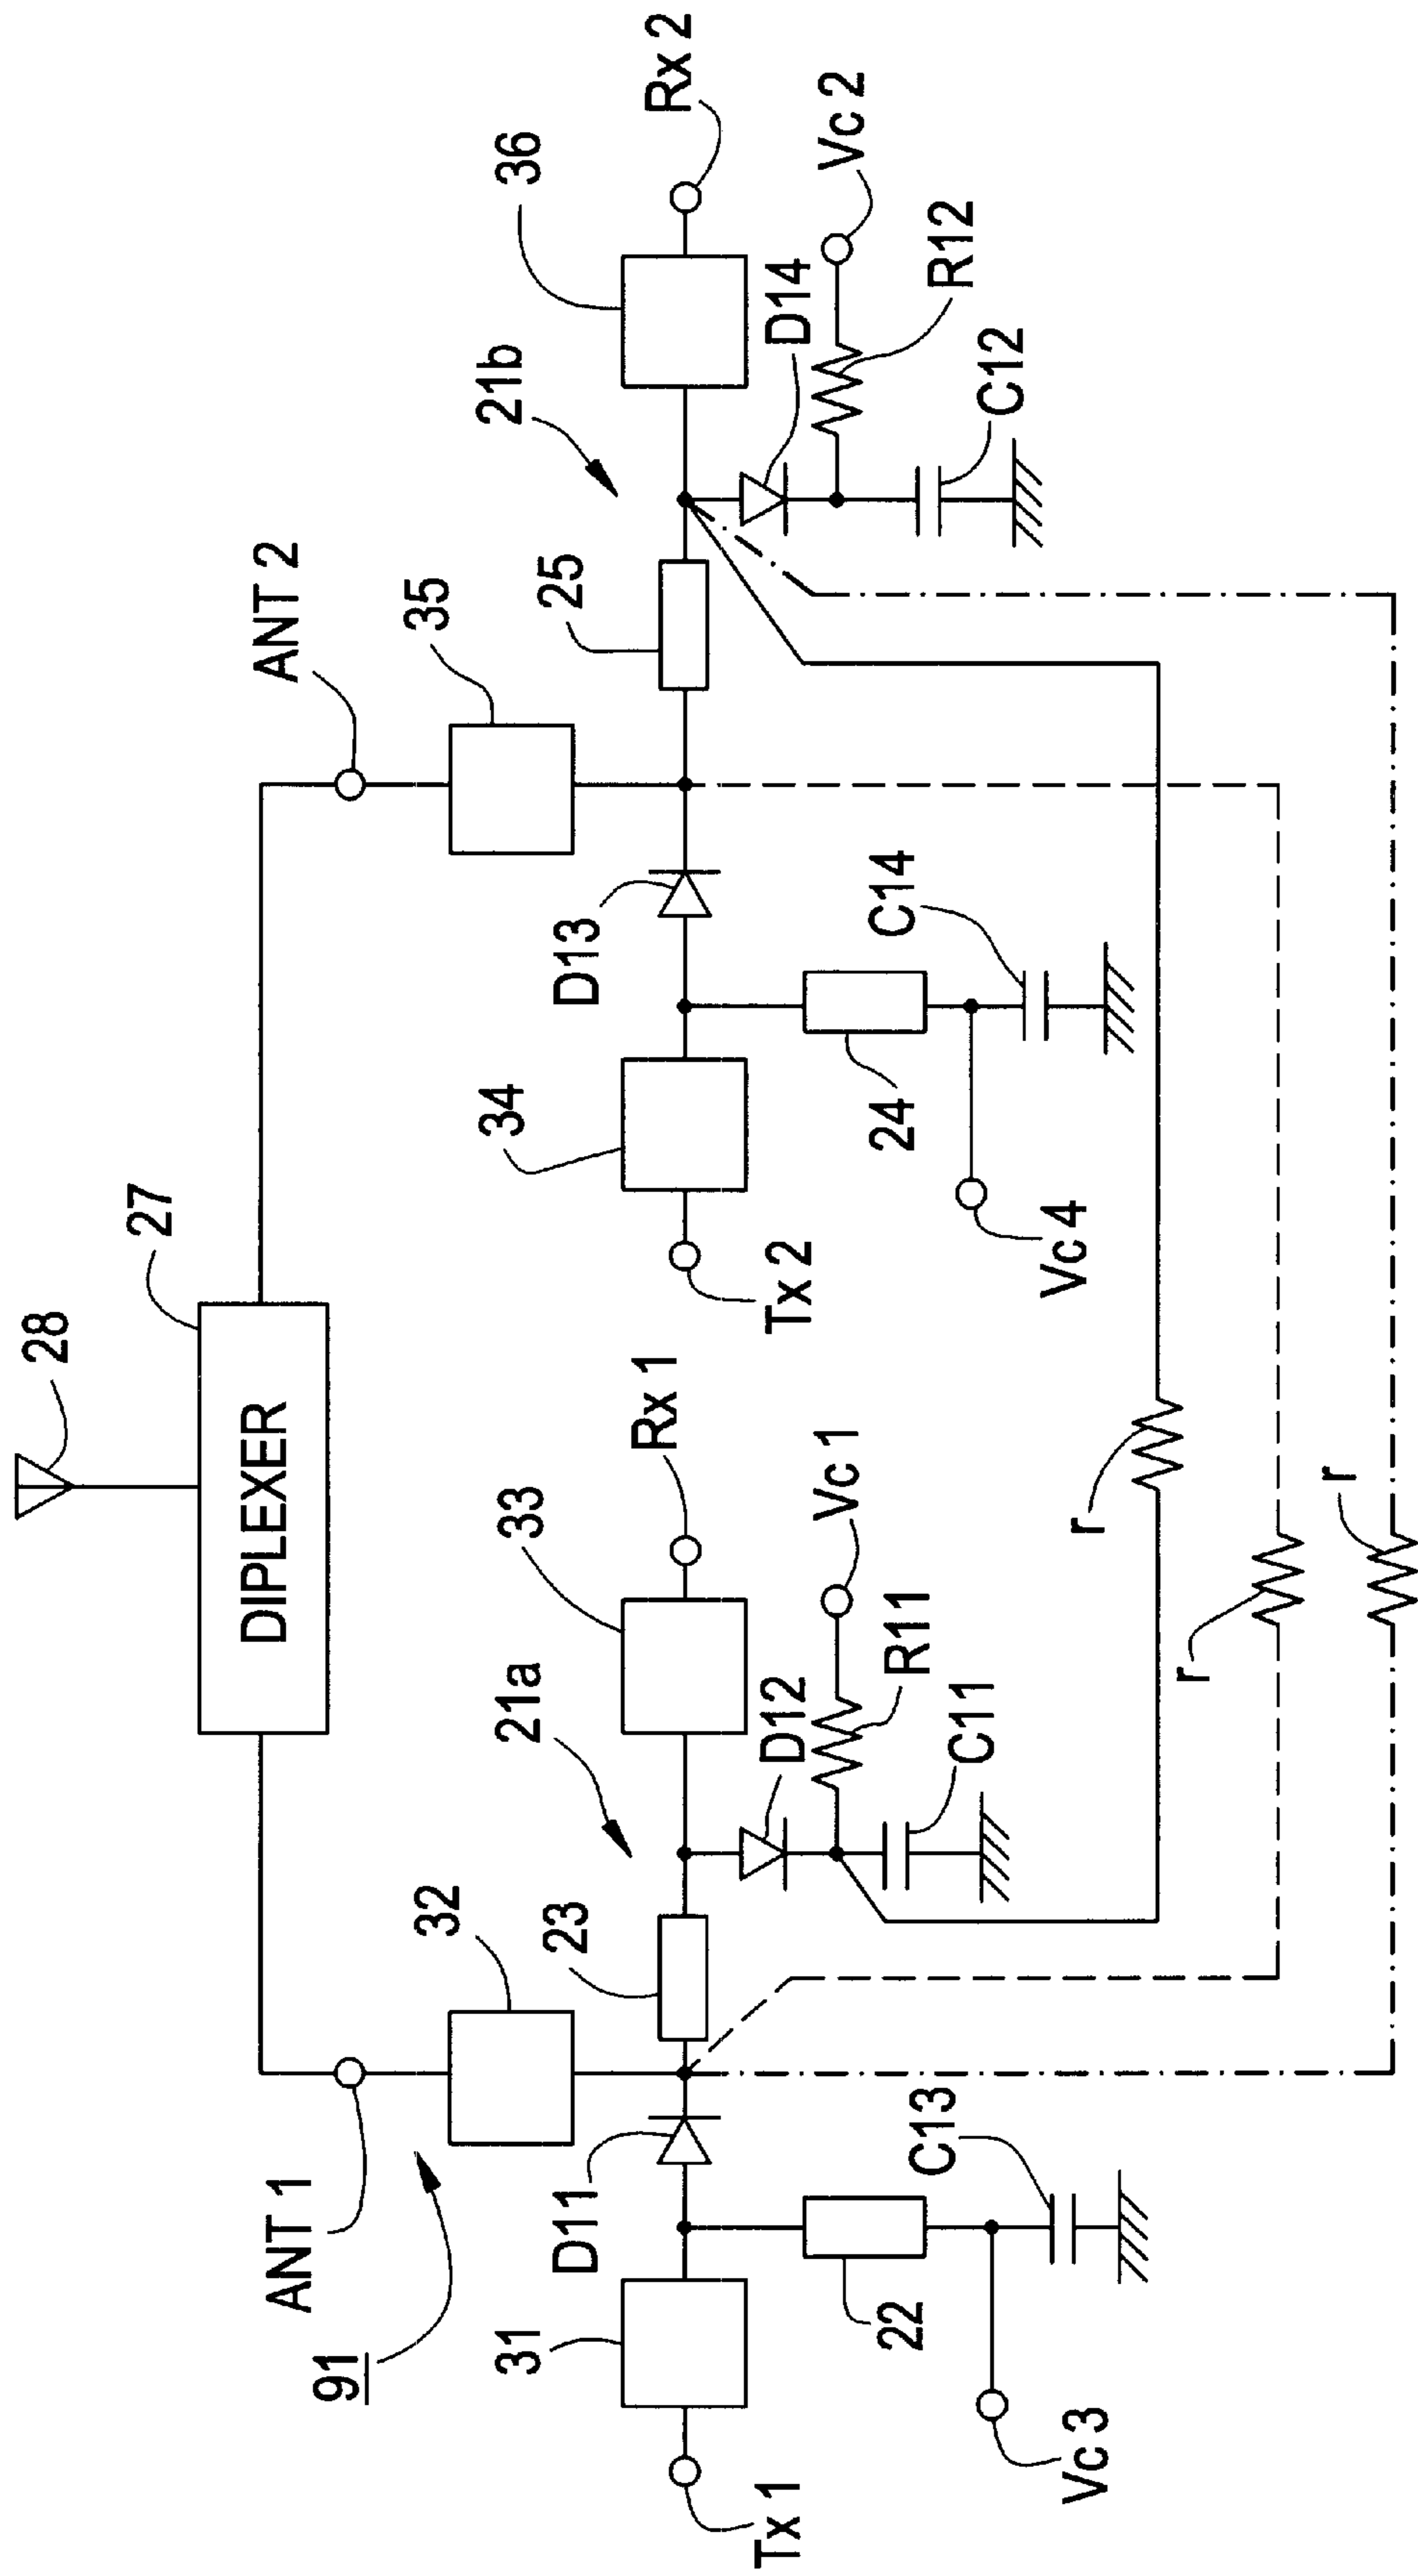 28
27
DIPLEXER
ANT 1
ANT 2
91
32
35
21a
21b
31
D11
23
33
Rx 1
34
D13
25
36
Rx 2
Tx 1
22
C13
Vc 3
D12
R11
Vc 1
C11
Tx 2
24
C14
Vc 4
D14
R12
Vc 2
C12
r
r
r